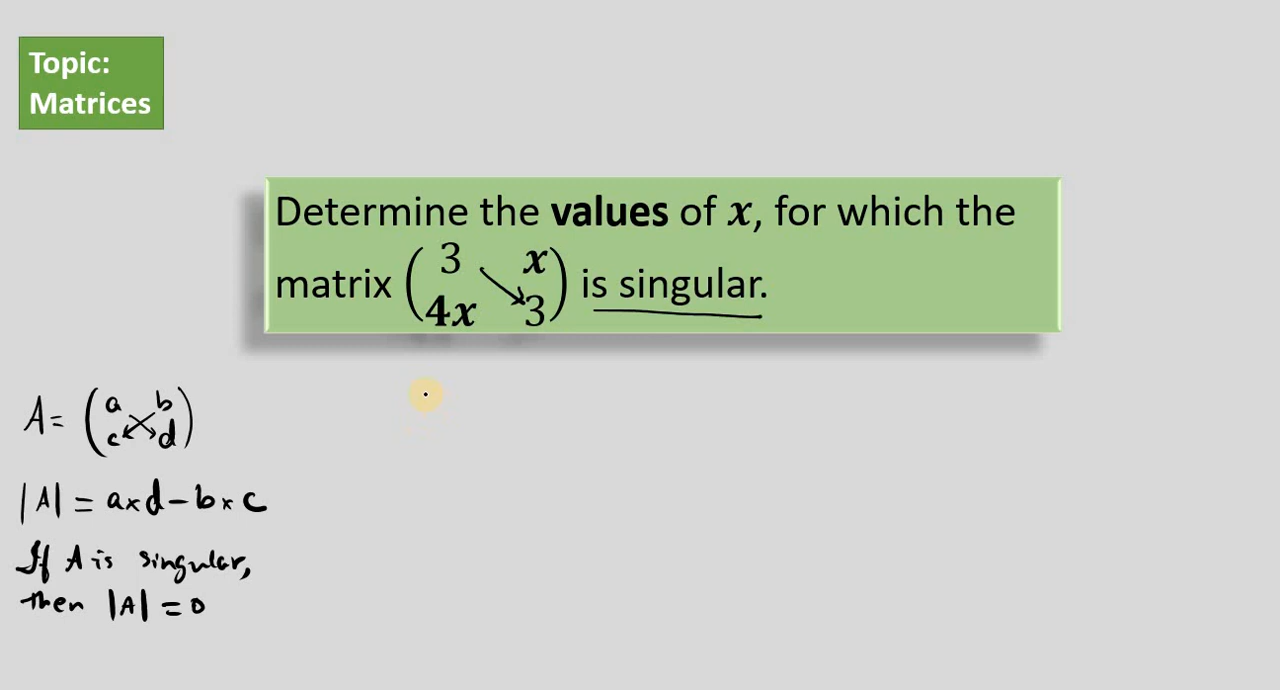 Topic:
Matrices
Determine the values of x, for which the
matrix (3 x
4x 3) is singular.
A = (a b
c d)
|A| = a×d - b×c
If A is singular,
then |A| = 0